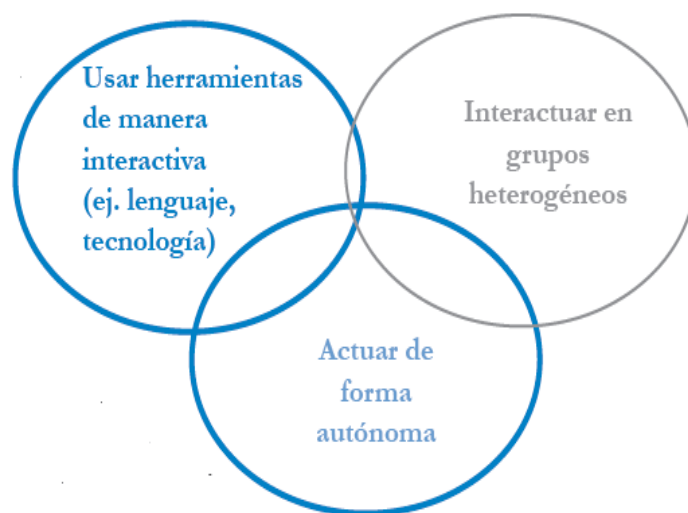 Usar herramientas
de manera
interactiva
(ej. lenguaje,
tecnología)
Interactuar en
grupos
heterogéneos
Actuar de
forma
autónoma